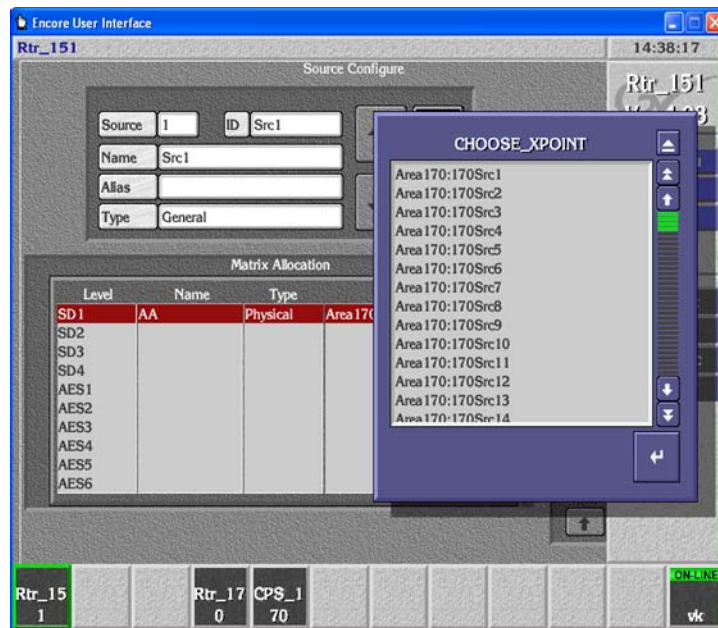 Encore User Interface
Rtr_151
14:38:17
Source Configure
Rtr_151
Source 1 ID Src1
Name Src1
Alias
Type General
CHOOSE_XPOINT
Area170:170Src1
Area170:170Src2
Area170:170Src3
Area170:170Src4
Area170:170Src5
Area170:170Src6
Area170:170Src7
Area170:170Src8
Area170:170Src9
Area170:170Src10
Area170:170Src11
Area170:170Src12
Area170:170Src13
Area170:170Src14
Matrix Allocation
Level Name Type
SD1 AA Physical Area170
SD2
SD3
SD4
AES1
AES2
AES3
AES4
AES5
AES6
Rtr_15
1
Rtr_17
0
CPS_1
70
ON-LINE
vk